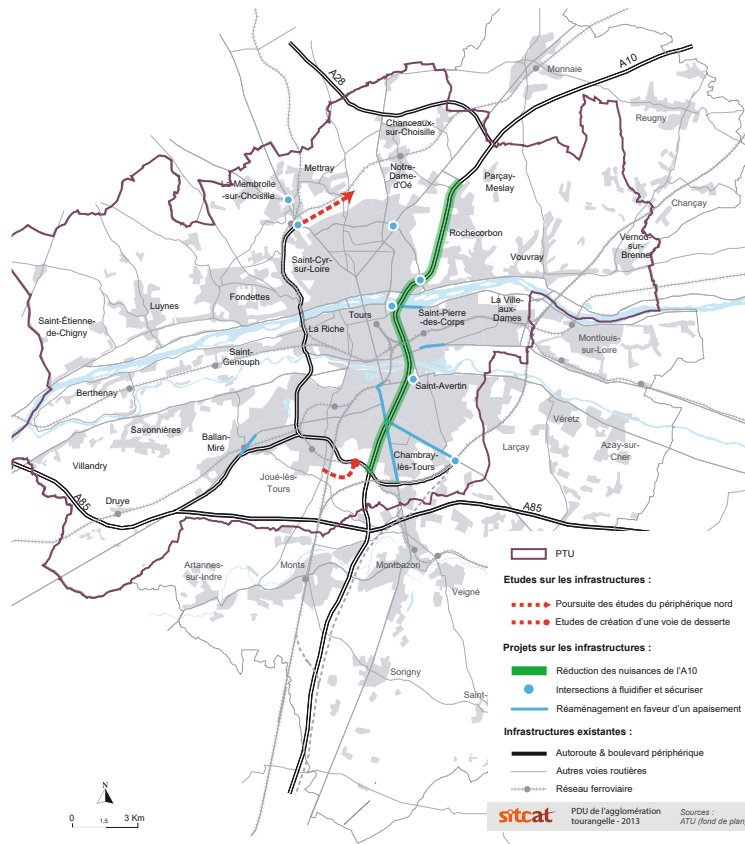 A28
A10
Monnaie
Reugny
Chanceaux-
sur-Choisille
Mettray
Notre-
Dame-
d'Oé
Parçay-
Meslay
La Membrolle
-sur-Choisille
Chançay
Rochecorbon
Vernou-
sur-
Brenne
Saint-Cyr-
sur-Loire
Vouvray
Fondettes
Luynes
La Ville-
aux-
Dames
Saint-Étienne-
de-Chigny
Tours
Saint-Pierre
-des-Corps
La Riche
Montlouis-
sur-Loire
Saint-
Genouph
Berthenay
Saint-Avertin
Savonnières
Véretz
Ballan-
Miré
Larçay
Azay-sur-
Cher
Chambray-
lès-Tours
Villandry
Joué-lès-
Tours
A85
Druye
A85
Artannes-
sur-Indre
Monts
Montbazon
Veigné
Sorigny
Saint-
PTU
Etudes sur les infrastructures :
Poursuite des études du périphérique nord
Etudes de création d'une voie de desserte
Projets sur les infrastructures :
Réduction des nuisances de l'A10
Intersections à fluidifier et sécuriser
Réaménagement en faveur d'un apaisement
Infrastructures existantes :
Autoroute & boulevard périphérique
Autres voies routières
Réseau ferroviaire
N
0 1,5 3 Km
sitcat
PDU de l'agglomération
tourangelle - 2013
Sources :
ATU (fond de plan)